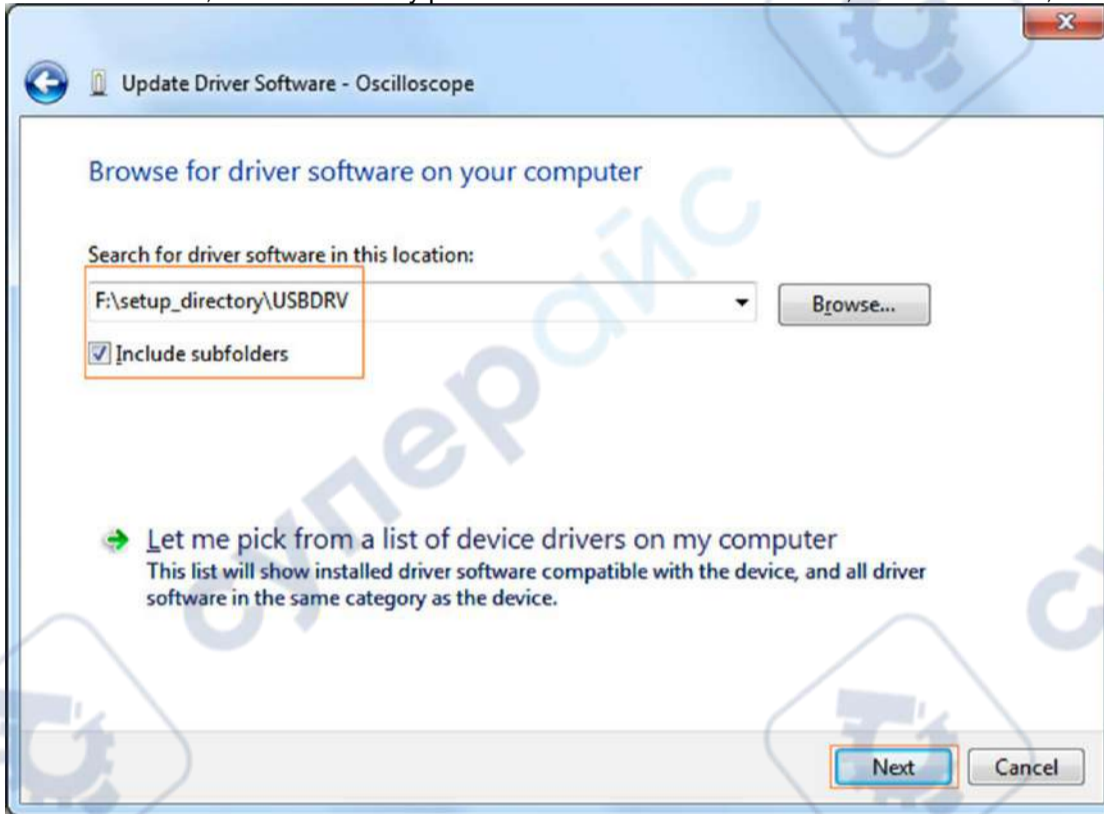 Update Driver Software - Oscilloscope
Browse for driver software on your computer
Search for driver software in this location:
F:\setup_directory\USBDRV
Browse...
Include subfolders
Let me pick from a list of device drivers on my computer
This list will show installed driver software compatible with the device, and all driver
software in the same category as the device.
Next
Cancel
суперайс